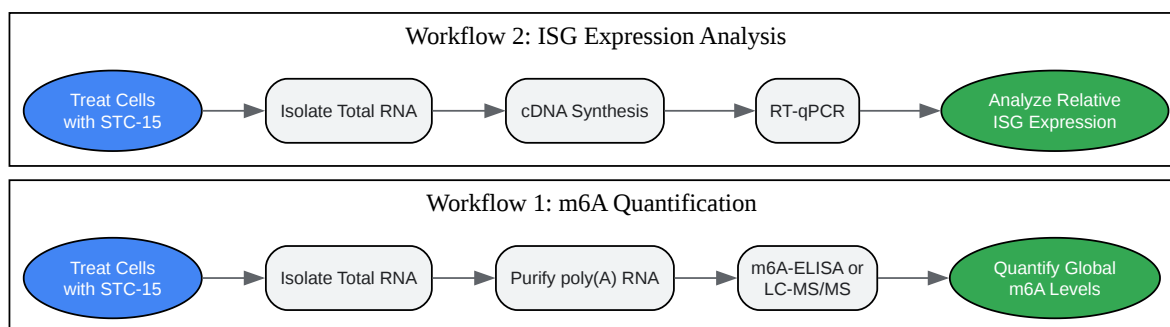 Workflow 2: ISG Expression Analysis
Treat Cells
with STC-15
Isolate Total RNA
cDNA Synthesis
RT-qPCR
Analyze Relative
ISG Expression
Workflow 1: m6A Quantification
Treat Cells
with STC-15
Isolate Total RNA
Purify poly(A) RNA
m6A-ELISA or
LC-MS/MS
Quantify Global
m6A Levels